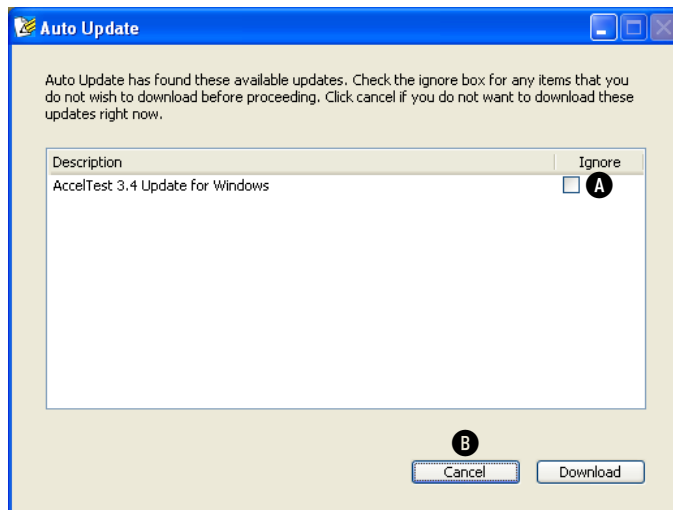 Auto Update
Auto Update has found these available updates. Check the ignore box for any items that you
do not wish to download before proceeding. Click cancel if you do not want to download these
updates right now.
Description Ignore
AccelTest 3.4 Update for Windows A
B
Cancel Download